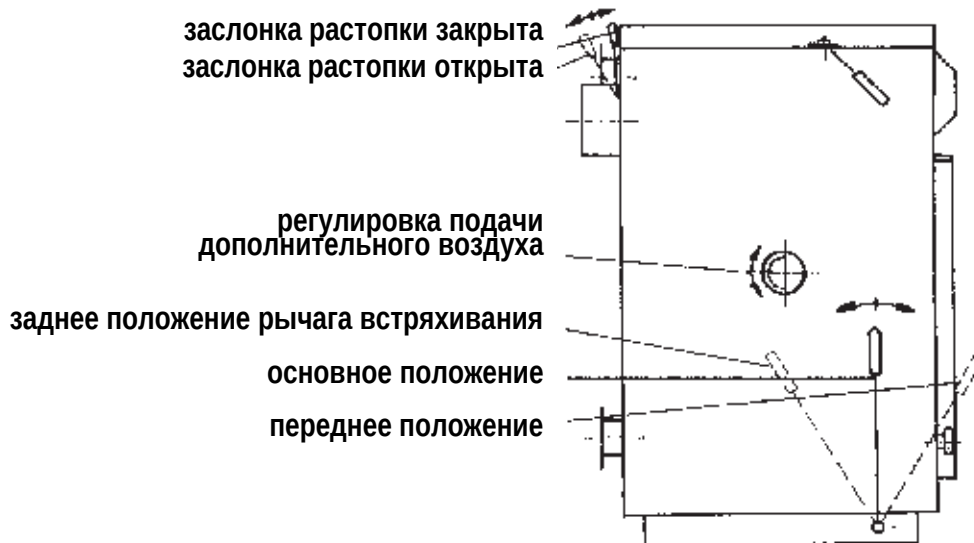 заслонка растопки закрыта
заслонка растопки открыта
регулировка подачи
дополнительного воздуха
заднее положение рычага встряхивания
основное положение
переднее положение